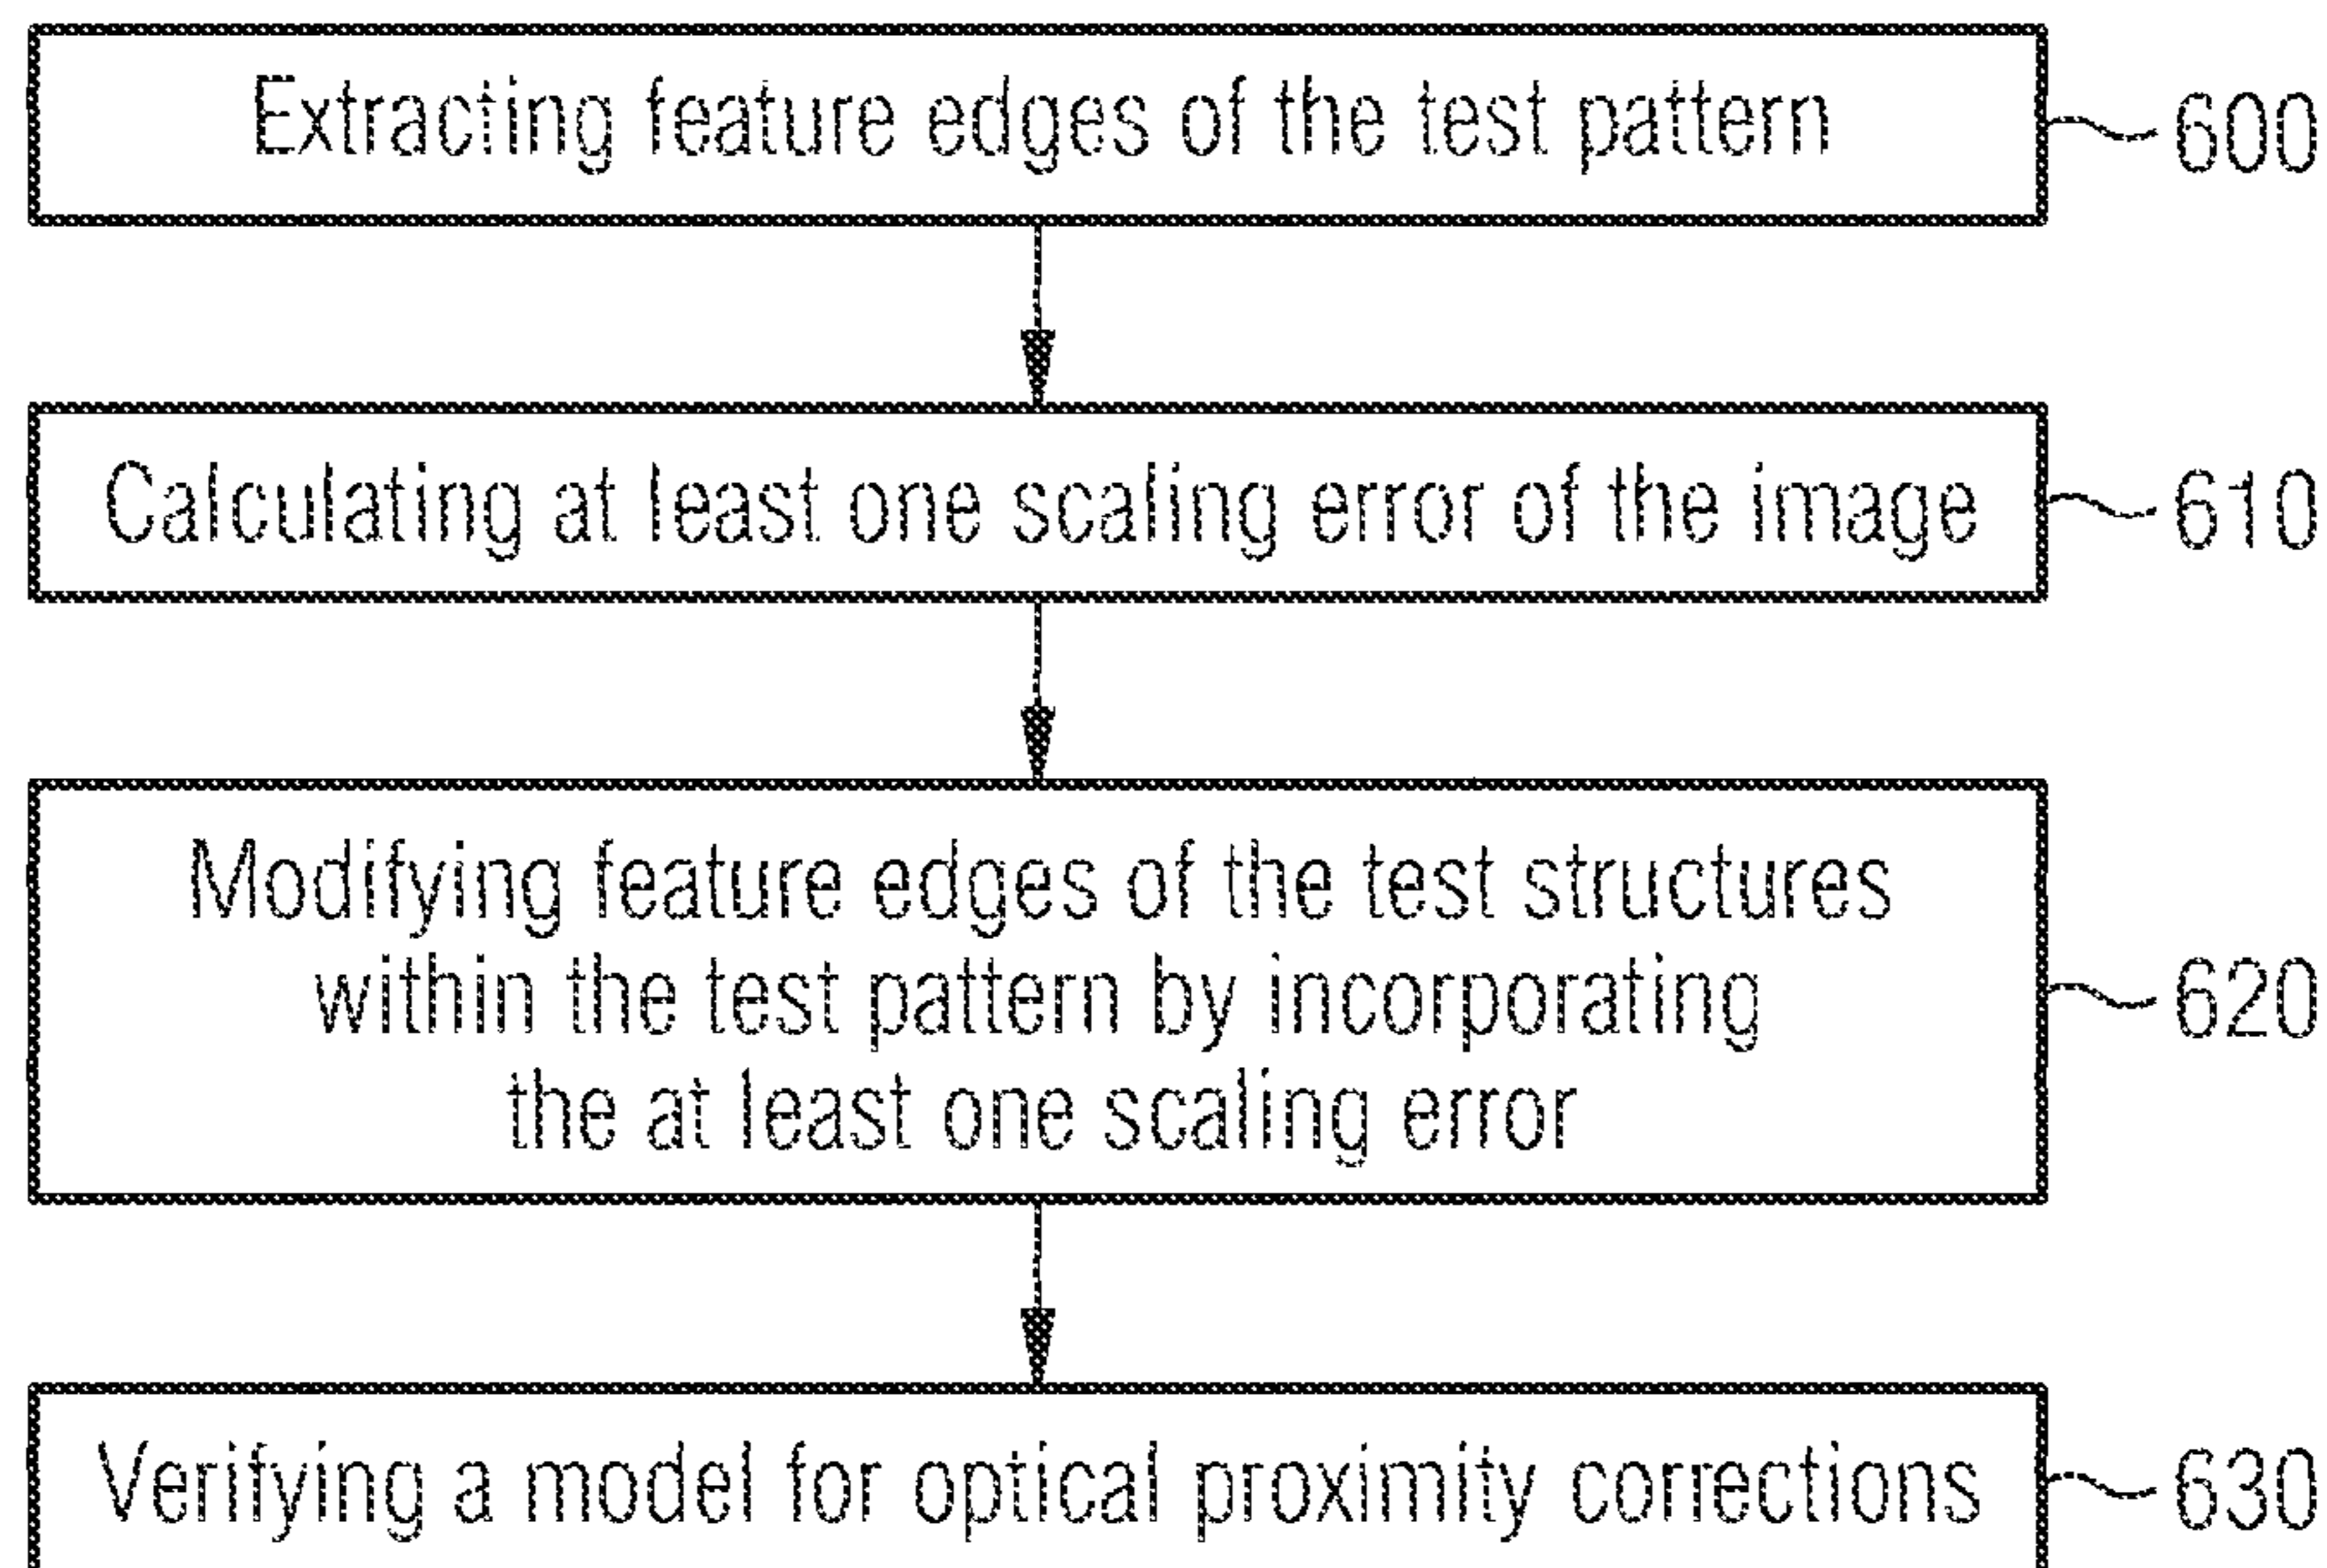 Extracting feature edges of the test pattern
600
Calculating at least one scaling error of the image
610
Modifying feature edges of the test structures
within the test pattern by incorporating
the at least one scaling error
620
Verifying a model for optical proximity corrections
630